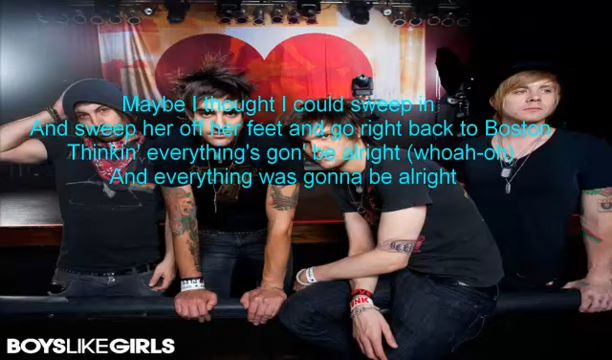 Maybe I thought I could sweep in
And sweep her off her feet and go right back to Boston
Thinkin' everything's gon. be alright (whoah-oh)
And everything was gonna be alright
BOYSLIKEGIRLS